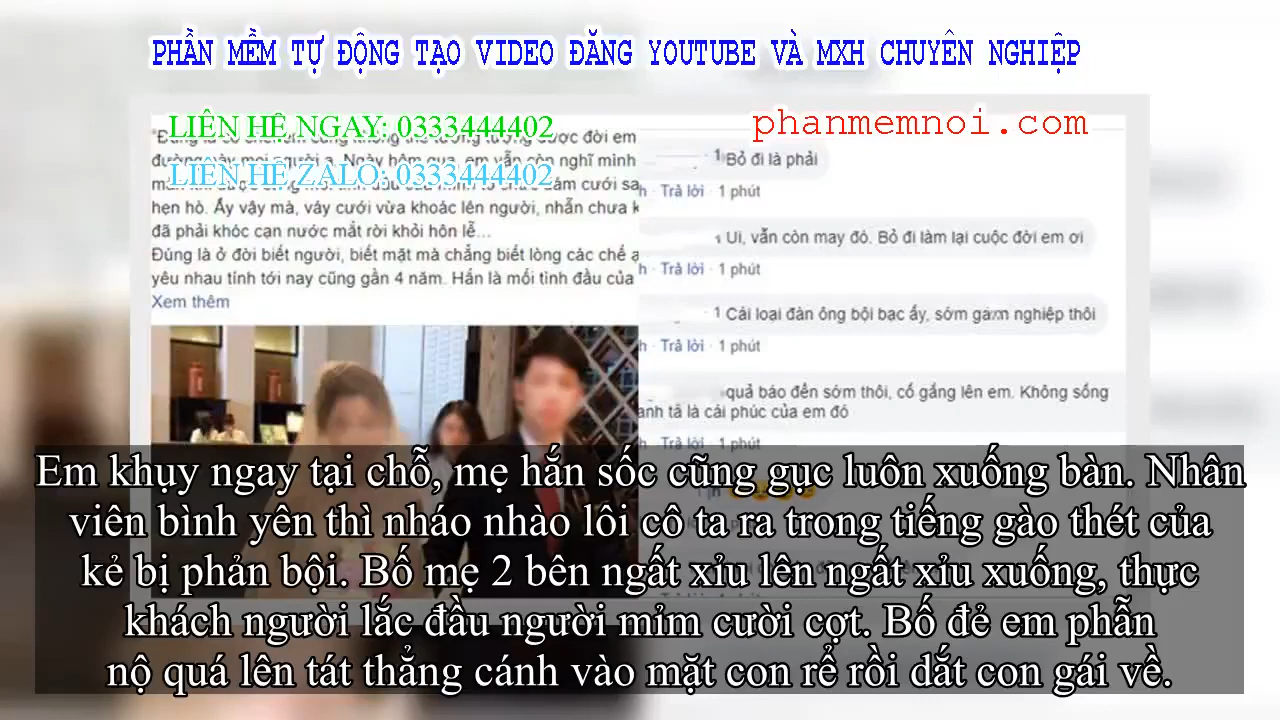 PHẦN MỀM TỰ ĐỘNG TẠO VIDEO ĐĂNG YOUTUBE VÀ MXH CHUYÊN NGHIỆP
LIÊN HỆ NGAY: 0333444402
phanmemnoi.com
LIÊN HỆ ZALO: 0333444402
hẹn hò. Ấy vậy mà, váy cưới vừa khoác lên người, nhẫn chưa k
đã phải khóc cạn nước mắt rời khỏi hôn lễ...
Đúng là ở đời biết người, biết mặt mà chẳng biết lòng các chế ạ
yêu nhau tính tới nay cũng gần 4 năm. Hắn là mối tình đầu của
Xem thêm
Bỏ đi là phải
Trả lời · 1 phút
Ui, vẫn còn may đó. Bỏ đi làm lại cuộc đời em ơi
Trả lời · 1 phút
Cái loại đàn ông bội bạc ấy, sớm gặm nghiệp thôi
Trả lời · 1 phút
quả báo đến sớm thôi, cố gắng lên em. Không sống
anh tã là cái phúc của em đó
Trả lời · 1 phút
Em khụy ngay tại chỗ, mẹ hắn sốc cũng gục luôn xuống bàn. Nhân
viên bình yên thì nháo nhào lôi cô ta ra trong tiếng gào thét của
kẻ bị phản bội. Bố mẹ 2 bên ngất xỉu lên ngất xỉu xuống, thực
khách người lắc đầu người mỉm cười cợt. Bố đẻ em phẫn
nộ quá lên tát thẳng cánh vào mặt con rể rồi dắt con gái về.